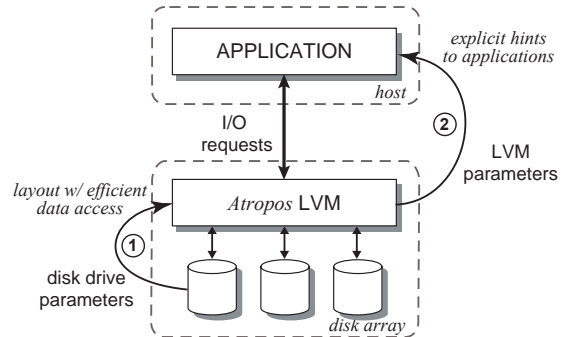 APPLICATION
explicit hints
to applications
host
I/O
requests
2
LVM
parameters
layout w/ efficient
data access
Atropos LVM
1
disk drive
parameters
disk array